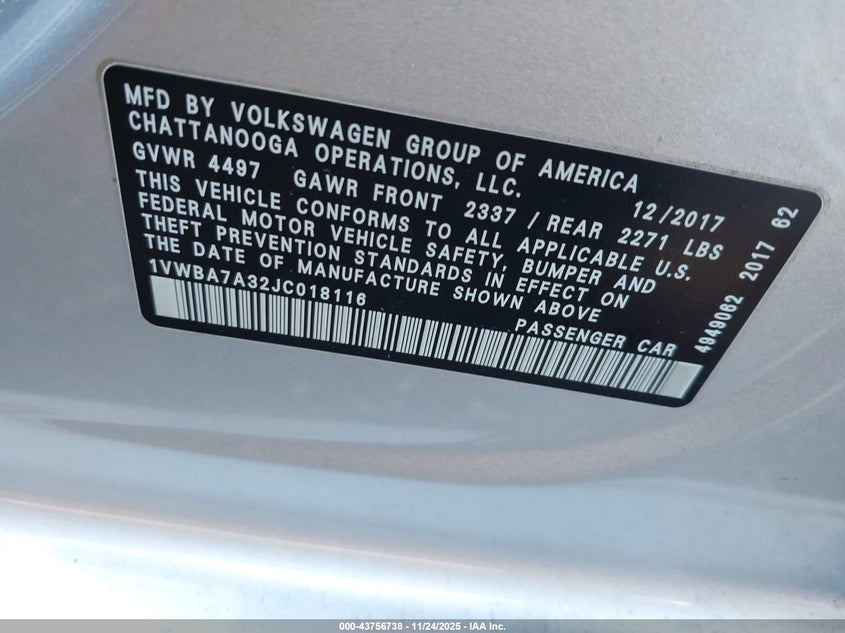 MFD BY VOLKSWAGEN GROUP OF AMERICA
CHATTANOOGA OPERATIONS, LLC. 12/2017
GVWR 4497 GAWR FRONT 2337 / REAR 2271 LBS
THIS VEHICLE CONFORMS TO ALL APPLICABLE U.S.
FEDERAL MOTOR VEHICLE SAFETY, BUMPER AND
THEFT PREVENTION STANDARDS IN EFFECT ON
THE DATE OF MANUFACTURE SHOWN ABOVE
1VWBA7A32JC018116 PASSENGER CAR
4949062 2017 62
000-43756738 - 11/24/2025 - IAA Inc.